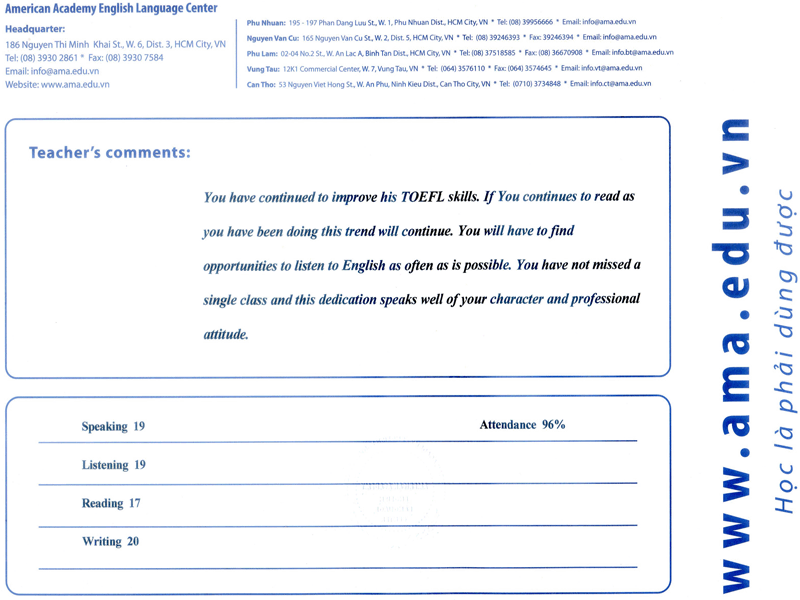 American Academy English Language Center
Headquarter:
186 Nguyen Thi Minh Khai St., W. 6, Dist. 3, HCM City, VN
Tel: (08) 3930 2861 * Fax: (08) 3930 7584
Email: info@ama.edu.vn
Website: www.ama.edu.vn
Phu Nhuan: 195 - 197 Phan Dang Luu St., W. 1, Phu Nhuan Dist., HCM City, VN * Tel: (08) 39956666 * Email: info@ama.edu.vn
Nguyen Van Cu: 165 Nguyen Van Cu St., W. 2, Dist. 5, HCM City, VN * Tel: (08) 39246393 * Fax: 39246394 * Email: info@ama.edu.vn
Phu Lam: 02-04 No.2 St., W. An Lac A, Binh Tan Dist., HCM City, VN * Tel: (08) 37518585 * Fax: (08) 36670908 * Email: info.bt@ama.edu.vn
Vung Tau: 12K1 Commercial Center, W. 7, Vung Tau, VN * Tel: (064) 3576110 * Fax: (064) 3574645 * Email: info.vt@ama.edu.vn
Can Tho: 53 Nguyen Viet Hong St., W. An Phu, Ninh Kieu Dist., Can Tho City, VN * Tel: (0710) 3734848 * Email: info.ct@ama.edu.vn
Teacher's comments:
You have continued to improve his TOEFL skills. If You continues to read as
you have been doing this trend will continue. You will have to find
opportunities to listen to English as often as is possible. You have not missed a
single class and this dedication speaks well of your character and professional
attitude.
Speaking 19
Attendance 96%
Listening 19
Reading 17
Writing 20
www.ama.edu.vn
Học là phải dùng được